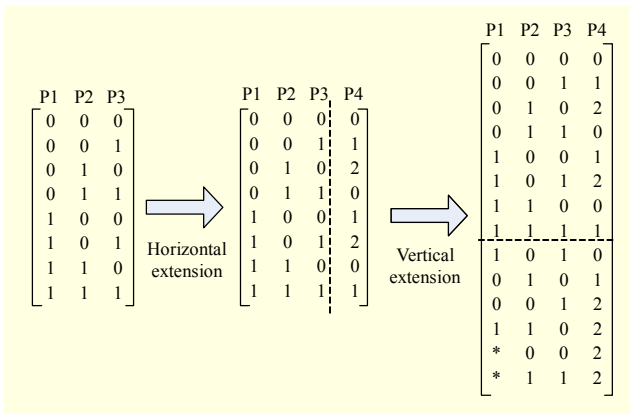 P1 P2 P3
0 0 0
0 0 1
0 1 0
0 1 1
1 0 0
1 0 1
1 1 0
1 1 1
Horizontal
extension
P1 P2 P3 P4
0 0 0 0
0 0 1 1
0 1 0 2
0 1 1 0
1 0 0 1
1 0 1 2
1 1 0 0
1 1 1 1
Vertical
extension
P1 P2 P3 P4
0 0 0 0
0 0 1 1
0 1 0 2
0 1 1 0
1 0 0 1
1 0 1 2
1 1 0 0
1 1 1 1
1 0 1 0
0 1 0 1
0 0 1 2
1 1 0 2
* 0 0 2
* 1 1 2